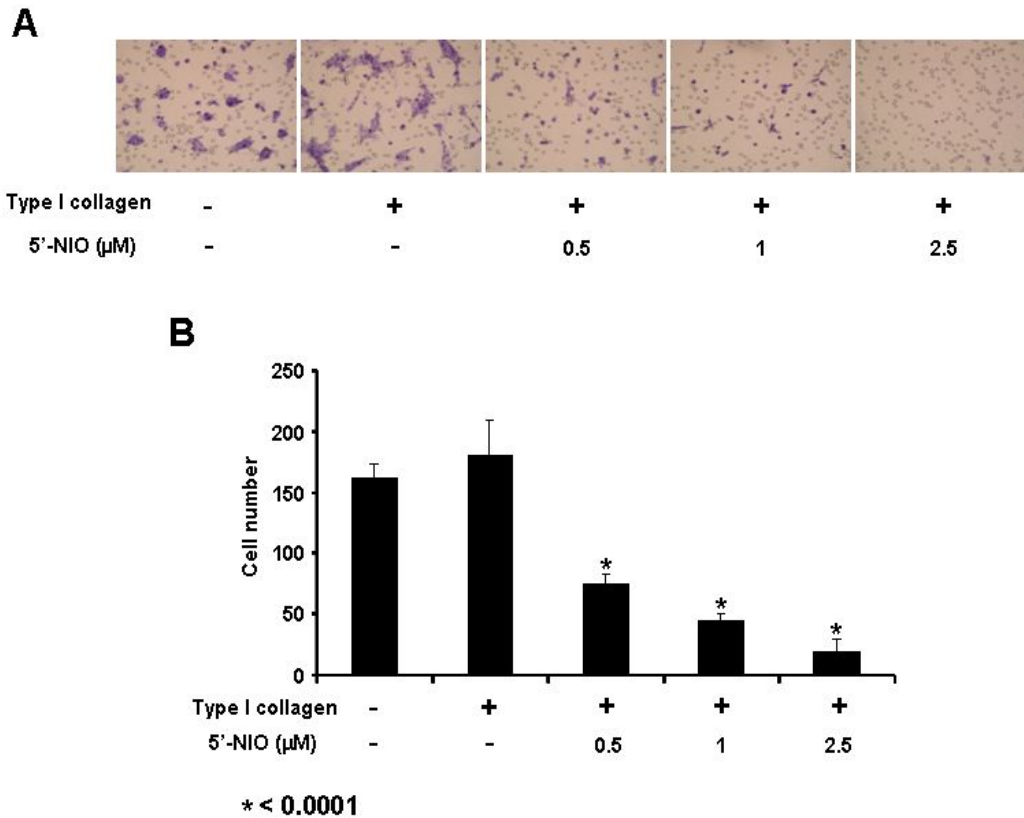 A
Type I collagen - + + + +
5’-NIO (µM) - - 0.5 1 2.5
B
250
200
150
100
50
0
Cell number
* * *
Type I collagen - + + + +
5’-NIO (µM) - - 0.5 1 2.5
* < 0.0001